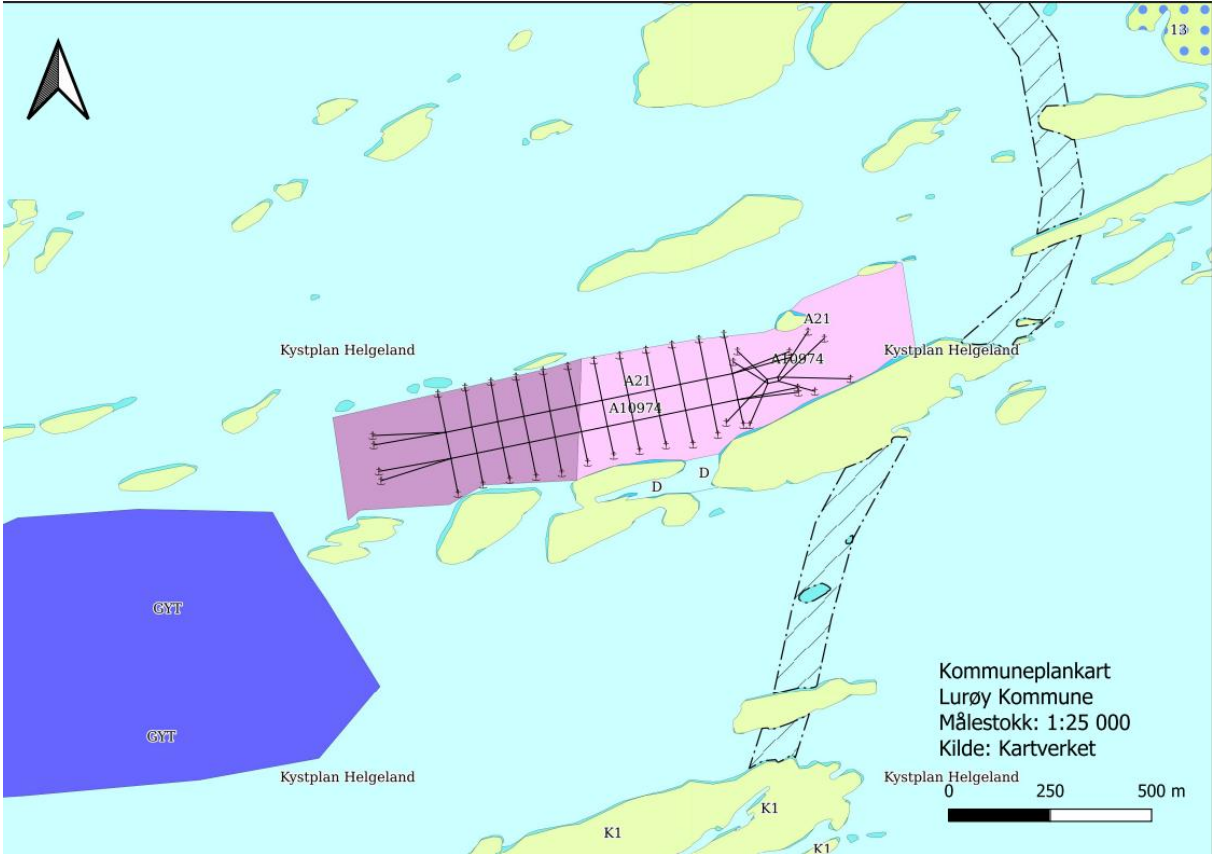 13
A21
Kystplan Helgeland
Kystplan Helgeland
A10974
A21
A10974
D
D
GYT
GYT
Kommuneplankart
Lurøy Kommune
Målestokk: 1:25 000
Kilde: Kartverket
Kystplan Helgeland
Kystplan Helgeland
0 250 500 m
K1
K1
K1